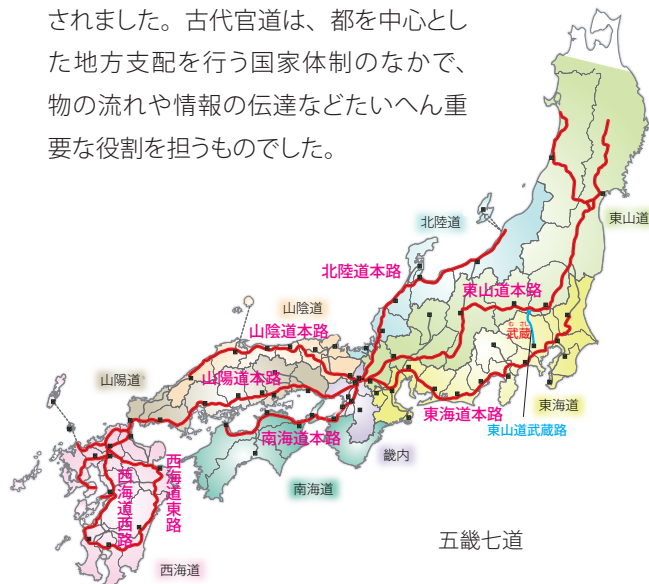 されました。古代官道は、都を中心とし
た地方支配を行う国家体制のなかで、
物の流れや情報の伝達などたいへん重
要な役割を担うものでした。
北陸道
東山道
北陸道本路
東山道本路
山陰道
む さし
武蔵
山陰道本路
山陽道
山陽道本路
東海道
東海道本路
東山道武蔵路
南海道本路
畿内
西海道東路
西海道西路
南海道
五畿七道
西海道